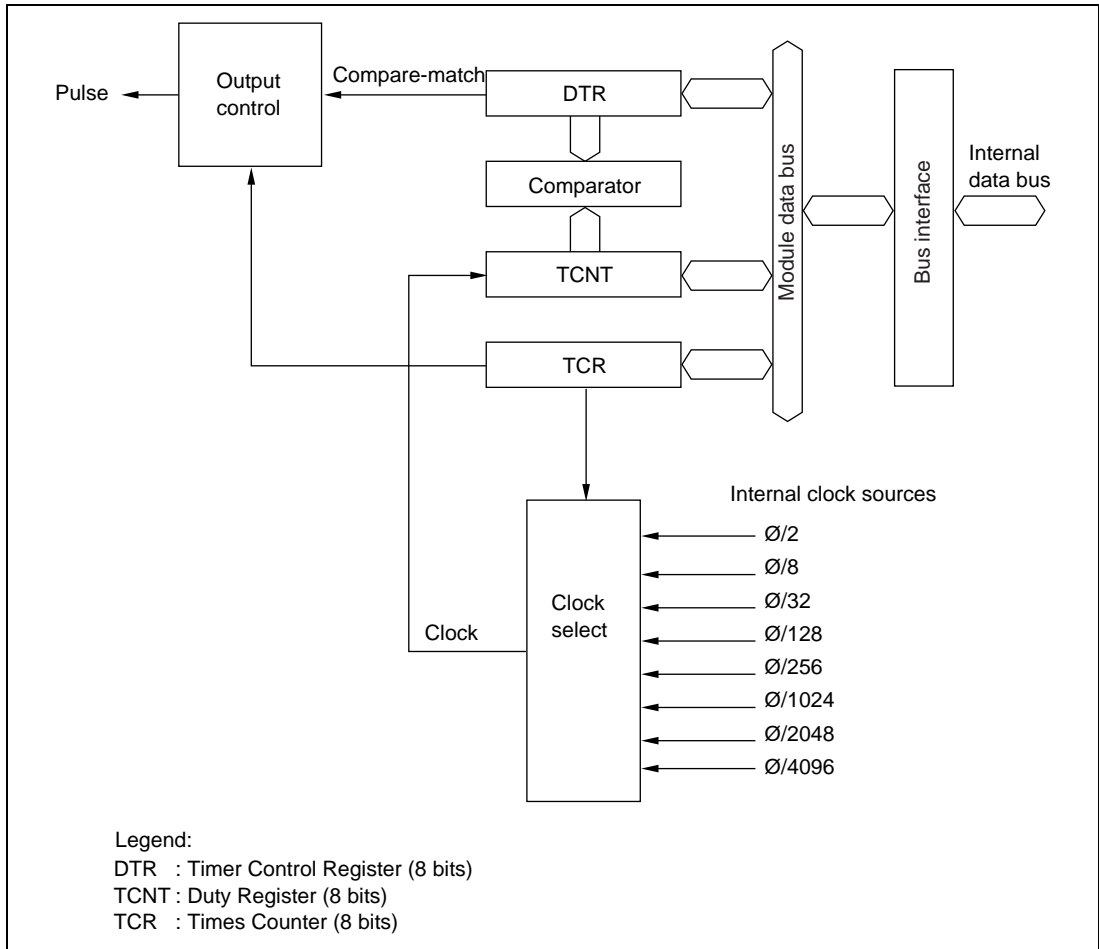 Output
control
Pulse
Compare-match
DTR
Comparator
TCNT
TCR
Module data bus
Bus interface
Internal
data bus
Internal clock sources
Ø/2
Ø/8
Ø/32
Ø/128
Ø/256
Ø/1024
Ø/2048
Ø/4096
Clock
select
Clock
Legend:
DTR : Timer Control Register (8 bits)
TCNT : Duty Register (8 bits)
TCR : Times Counter (8 bits)